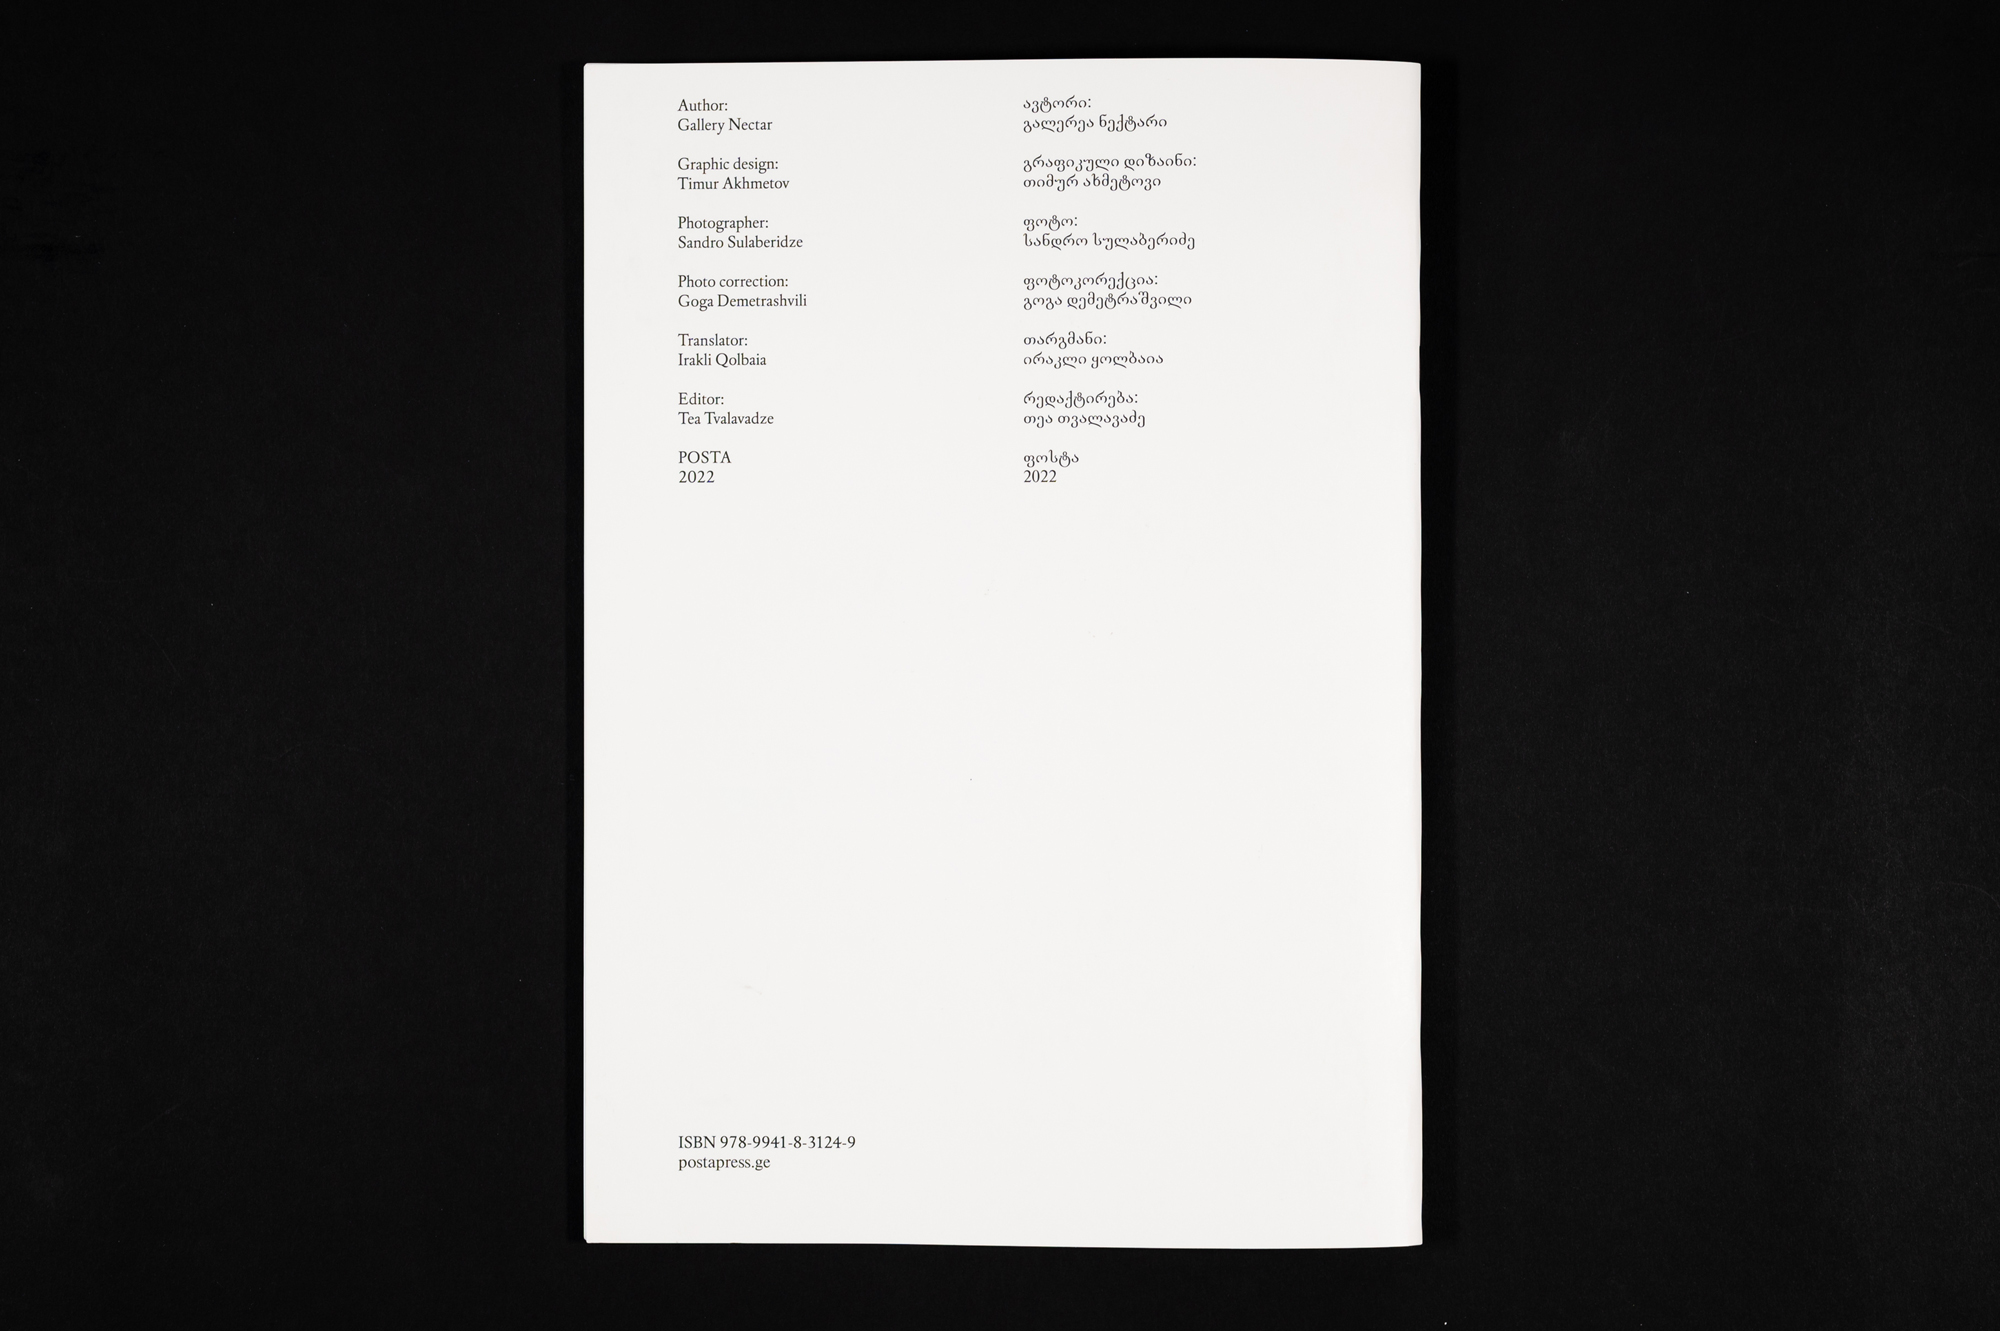 Author:
Gallery Nectar
Graphic design:
Timur Akhmetov
Photographer:
Sandro Sulaberidze
Photo correction:
Goga Demetrashvili
Translator:
Irakli Qolbaia
Editor:
Tea Tvalavadze
POSTA
2022
ავტორი:
გალერეა ნექტარი
გრაფიკული დიზაინი:
თიმურ ახმეტოვი
ფოტო:
სანდრო სულაბერიძე
ფოტოკორექცია:
გოგა დემეტრაშვილი
თარგმანი:
ირაკლი ყოლბაია
რედაქტირება:
თეა თვალავაძე
ფოსტა
2022
ISBN 978-9941-8-3124-9
postapress.ge